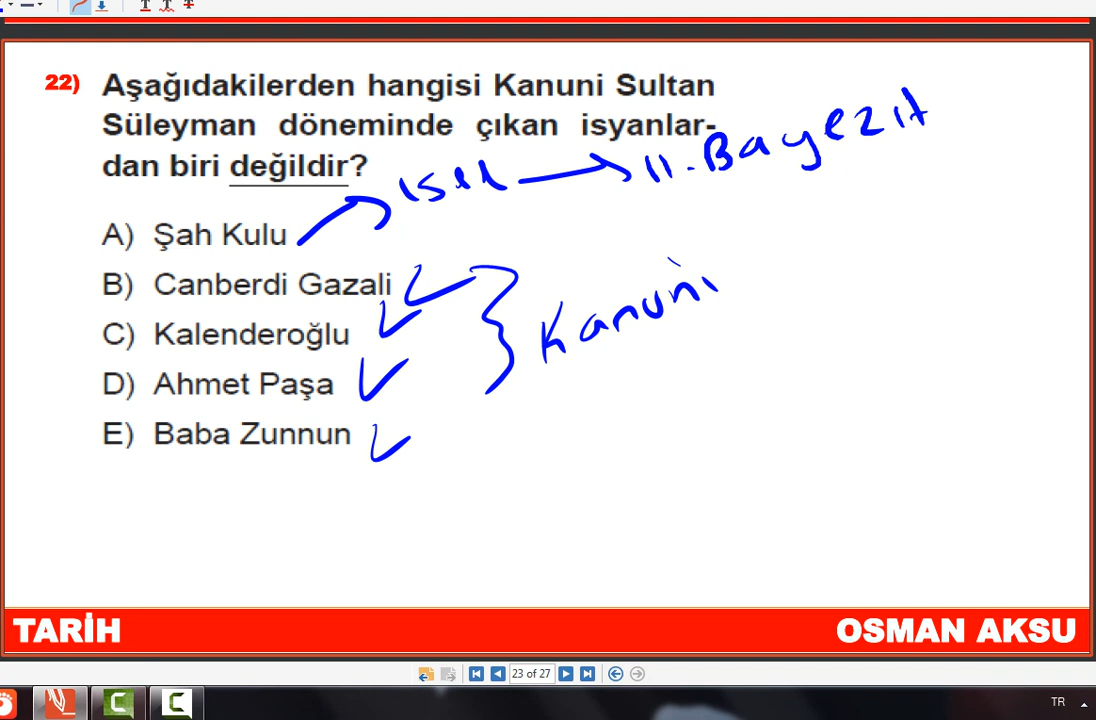 22) Aşağıdakilerden hangisi Kanuni Sultan
Süleyman döneminde çıkan isyanlar-
dan biri değildir?
ısıl → II. Bayezıt
A) Şah Kulu
B) Canberdi Gazali
C) Kalenderoğlu
Kanuni
D) Ahmet Paşa
E) Baba Zunnun
TARİH
OSMAN AKSU
23 of 27
TR